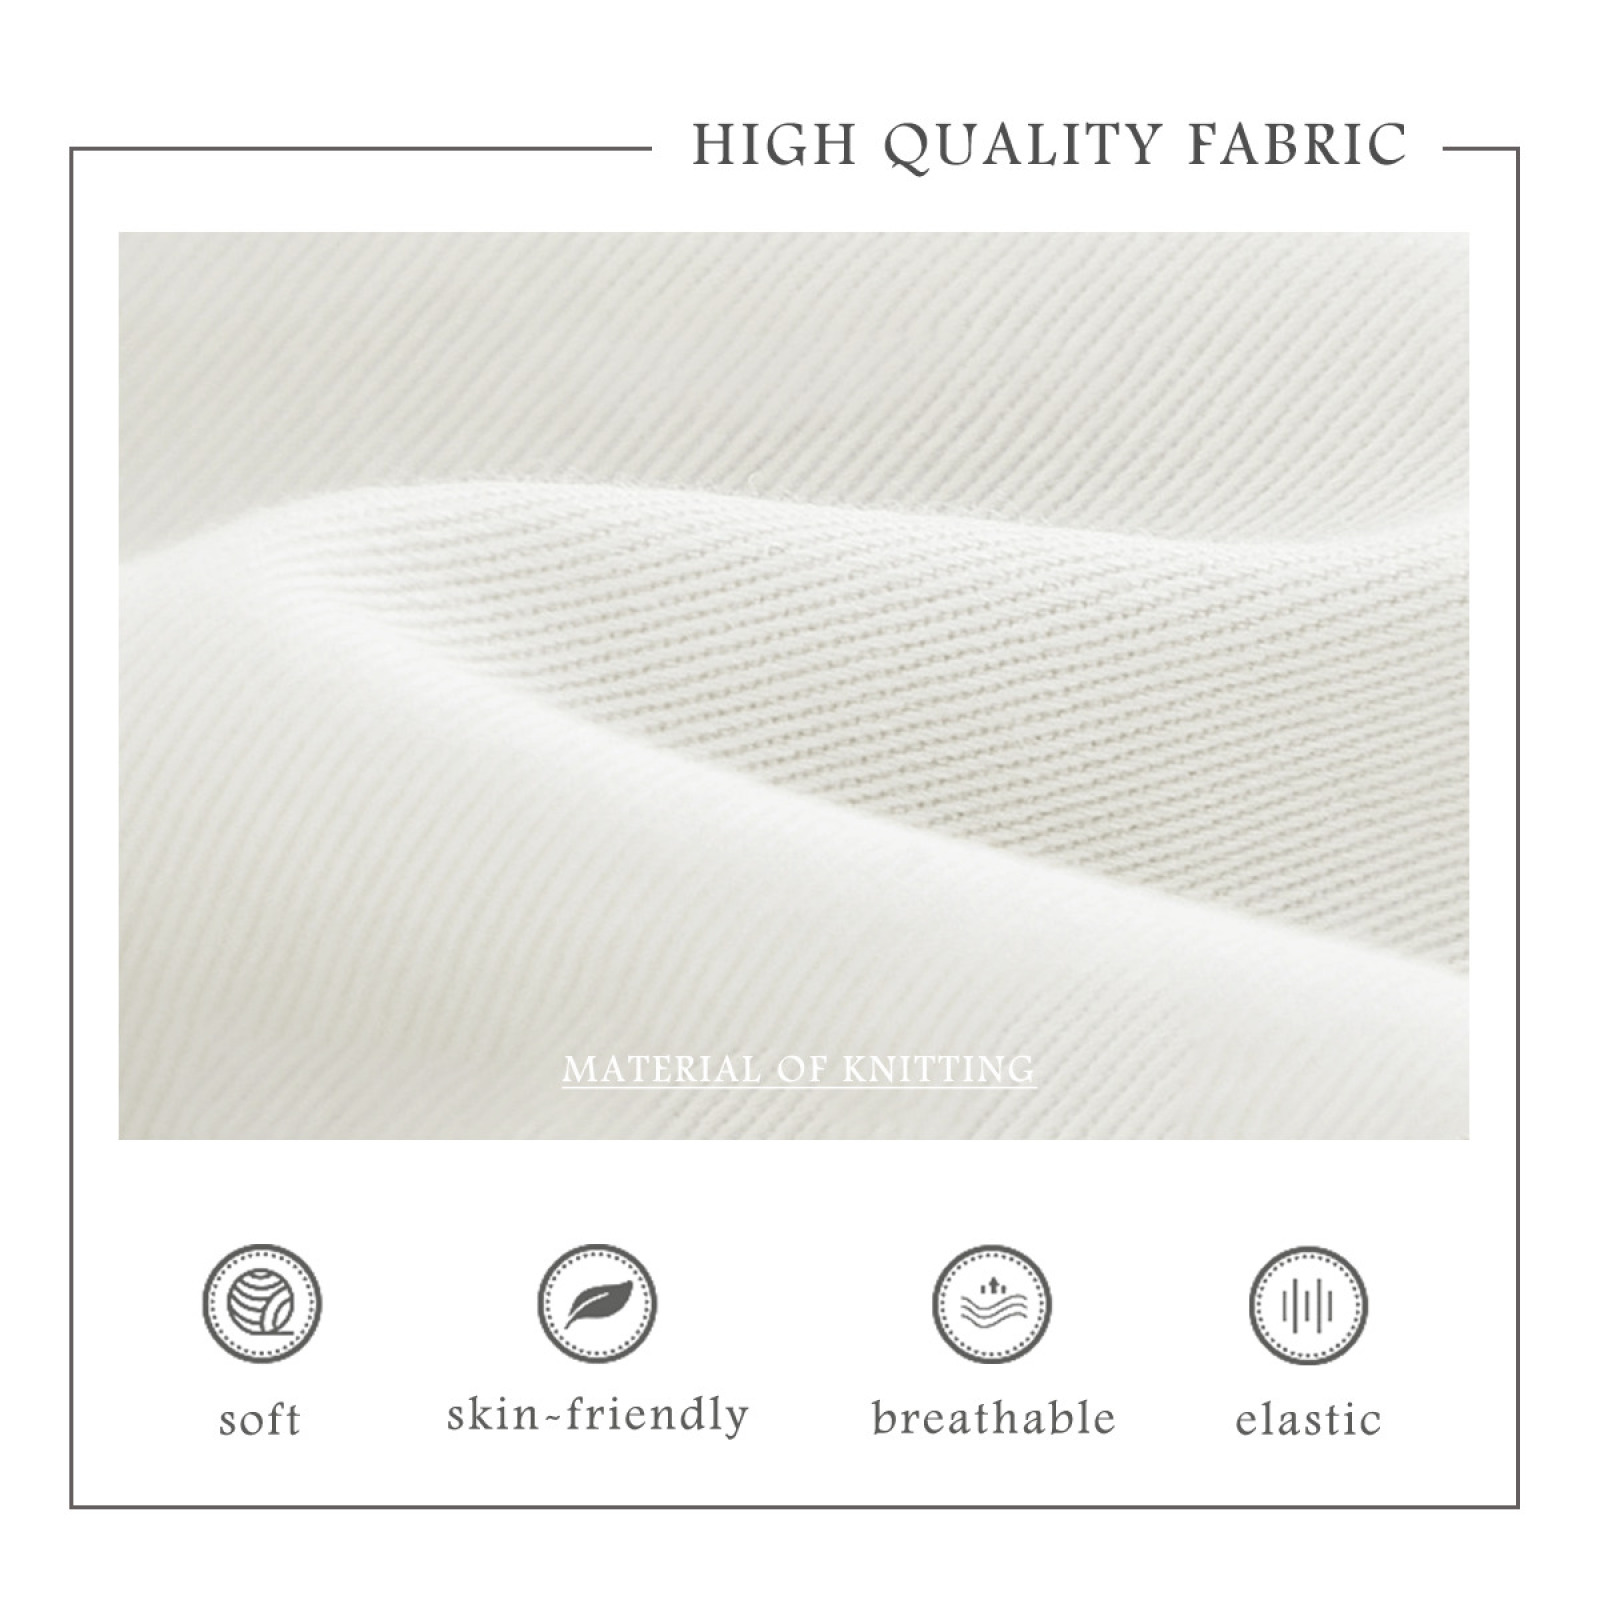 HIGH QUALITY FABRIC
MATERIAL OF KNITTING
soft
skin-friendly
breathable
elastic